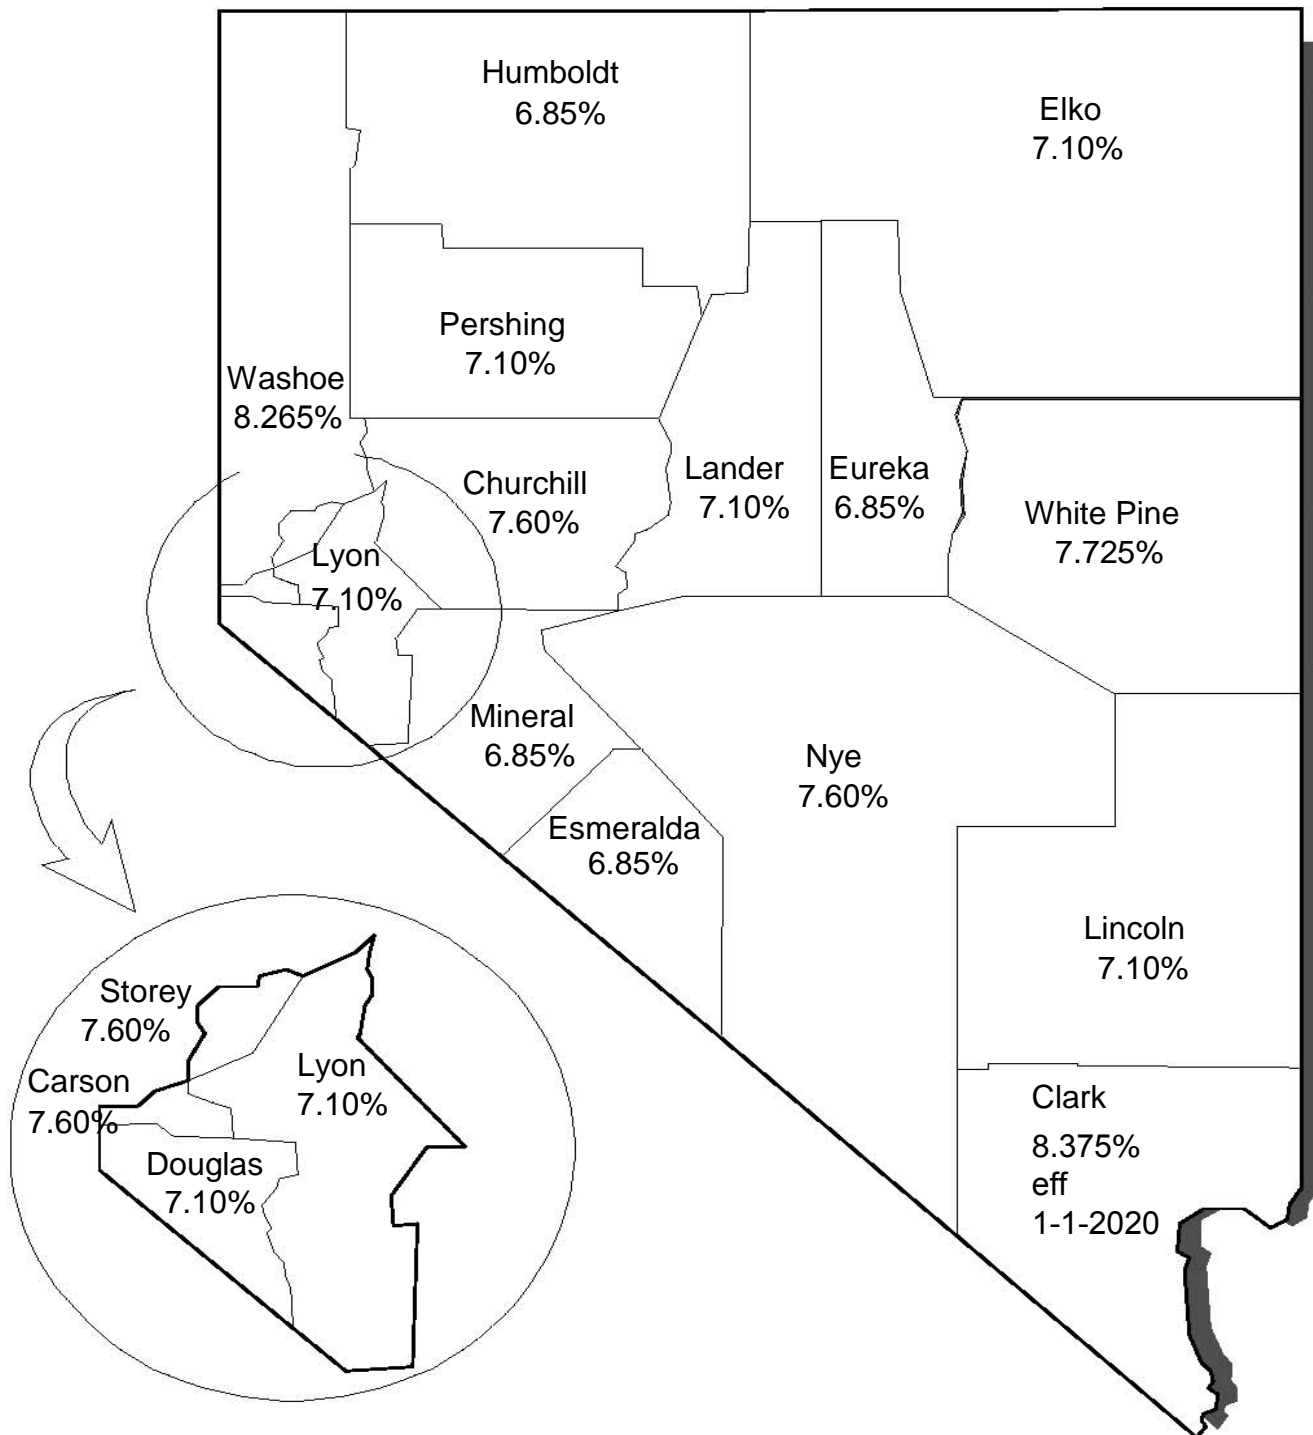 Humboldt
6.85%
Elko
7.10%
Pershing
7.10%
Washoe
8.265%
Churchill
7.60%
Lander
7.10%
Eureka
6.85%
White Pine
7.725%
Lyon
7.10%
Mineral
6.85%
Nye
7.60%
Esmeralda
6.85%
Lincoln
7.10%
Storey
7.60%
Carson
7.60%
Lyon
7.10%
Douglas
7.10%
Clark
8.375%
eff
1-1-2020